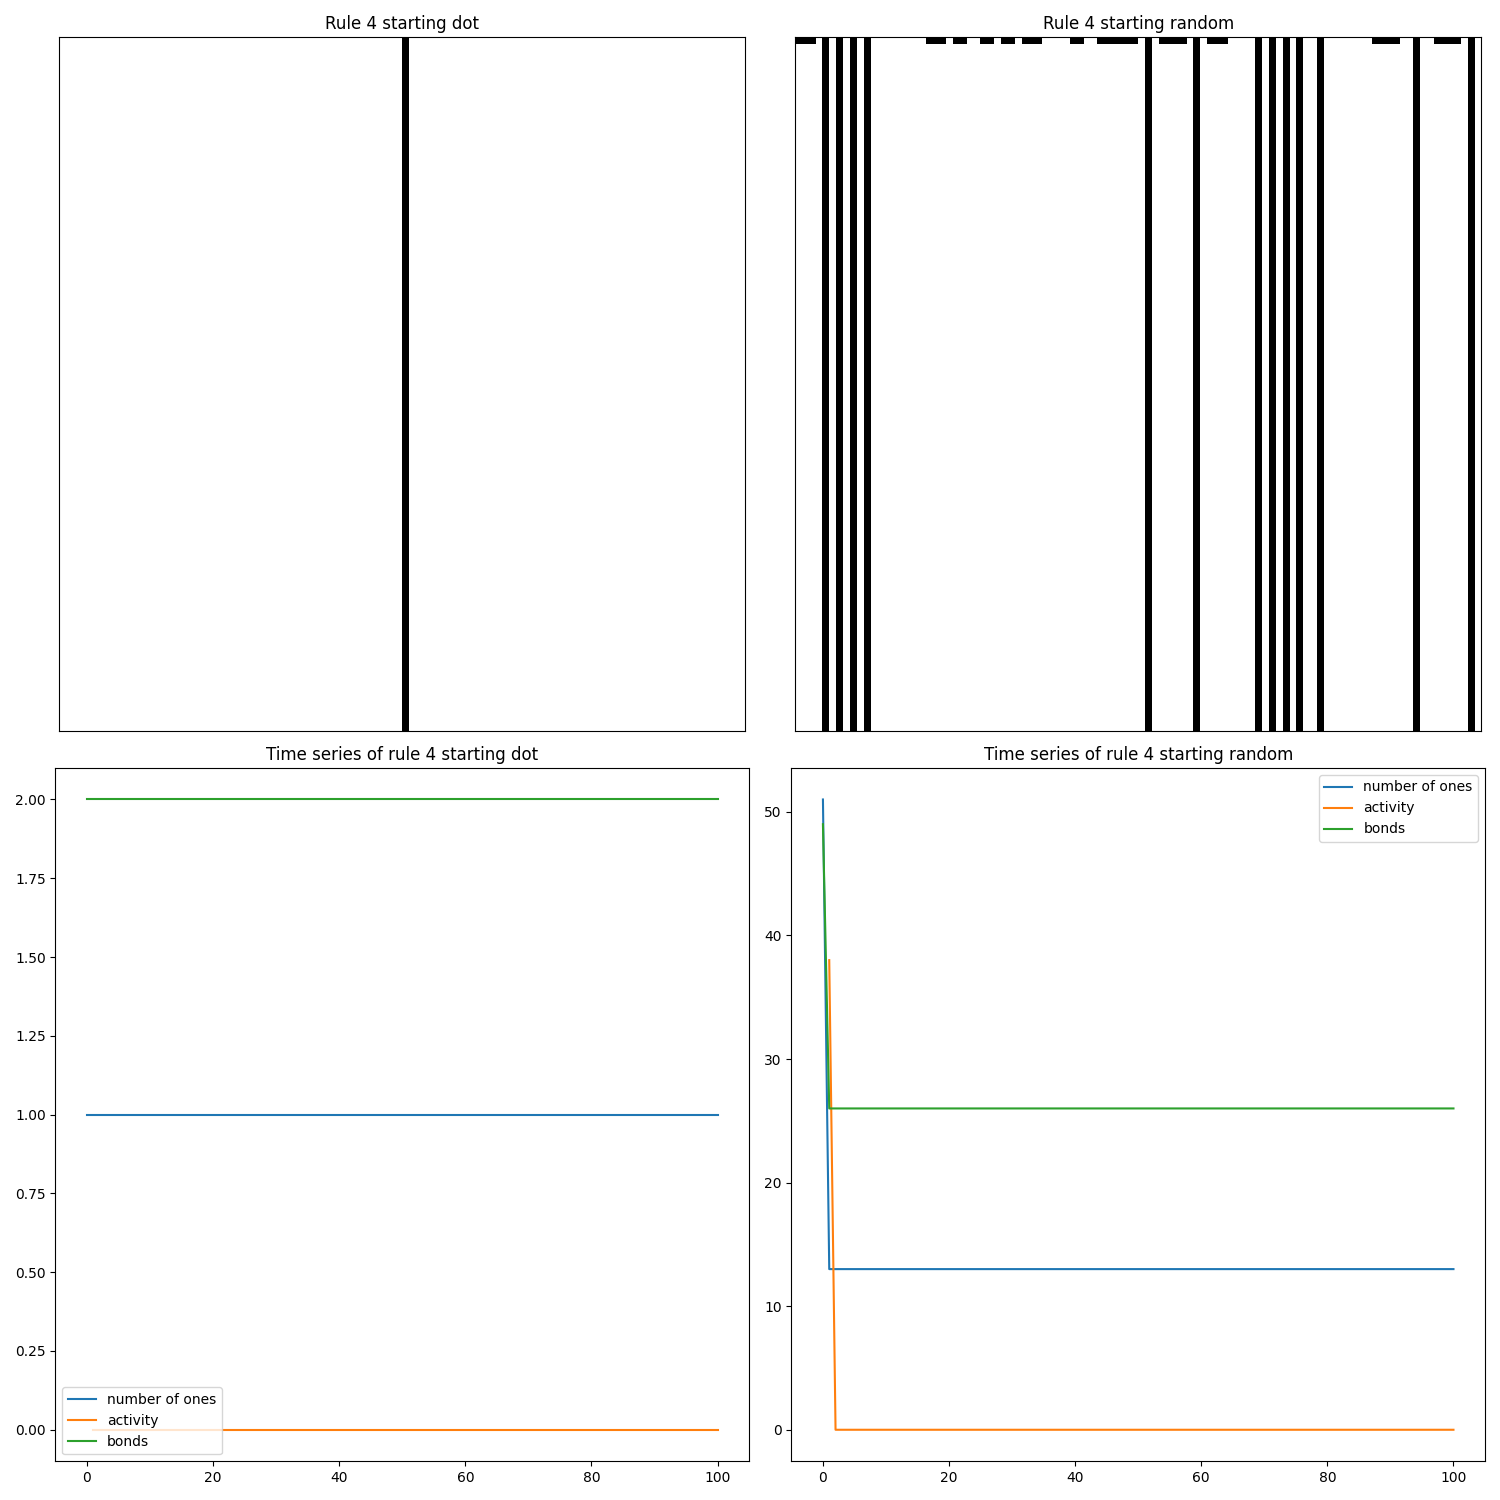 Rule 4 starting dot
Rule 4 starting random
Time series of rule 4 starting dot
2.00
1.75
1.50
1.25
1.00
0.75
0.50
0.25
0.00
number of ones
activity
bonds
0 20 40 60 80 100
Time series of rule 4 starting random
number of ones
activity
bonds
50
40
30
20
10
0
0 20 40 60 80 100